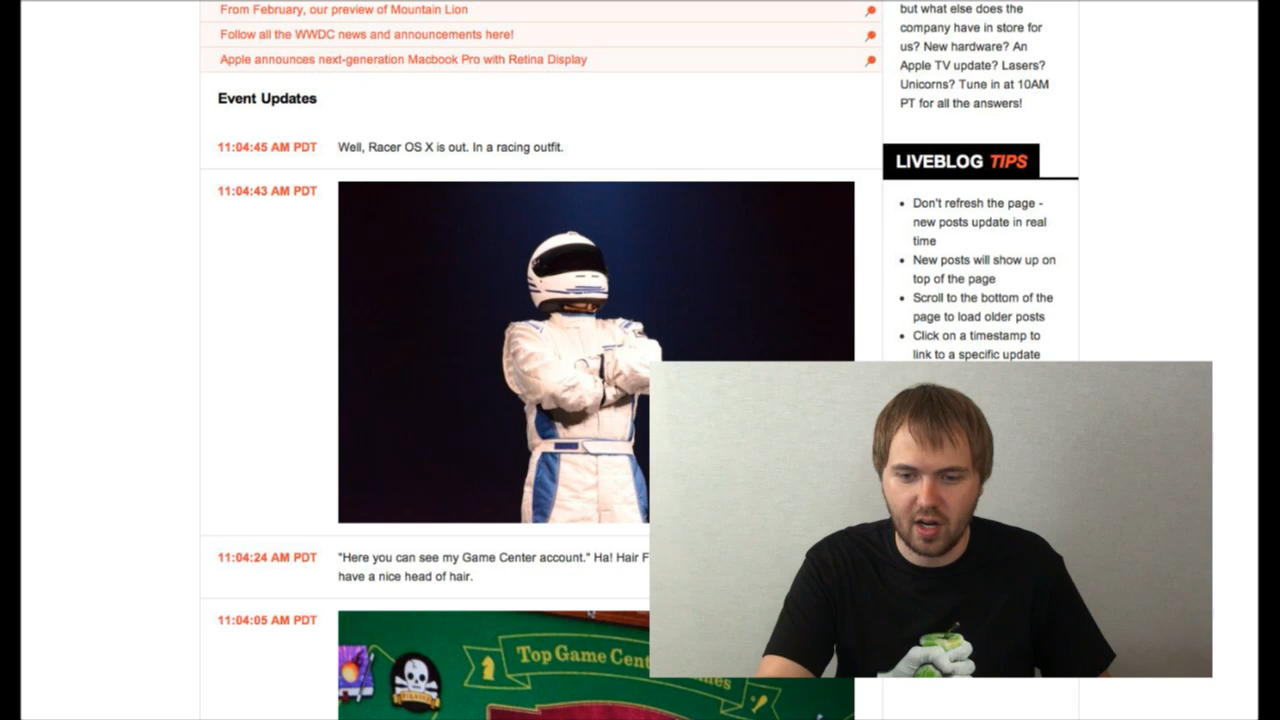 From February, our preview of Mountain Lion
Follow all the WWDC news and announcements here!
Apple announces next-generation Macbook Pro with Retina Display
Event Updates
11:04:45 AM PDT
Well, Racer OS X is out. In a racing outfit.
11:04:43 AM PDT
11:04:24 AM PDT
"Here you can see my Game Center account." Ha! Hair F
have a nice head of hair.
11:04:05 AM PDT
Top Game Cent
mes
but what else does the
company have in store for
us? New hardware? An
Apple TV update? Lasers?
Unicorns? Tune in at 10AM
PT for all the answers!
LIVEBLOG TIPS
• Don't refresh the page -
new posts update in real
time
• New posts will show up on
top of the page
• Scroll to the bottom of the
page to load older posts
• Click on a timestamp to
link to a specific update